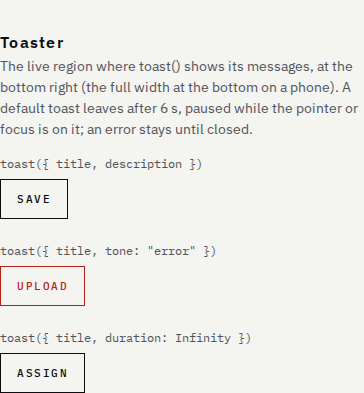 Toaster
The live region where toast() shows its messages, at the
bottom right (the full width at the bottom on a phone). A
default toast leaves after 6 s, paused while the pointer or
focus is on it; an error stays until closed.
toast({ title, description })
SAVE
toast({ title, tone: "error" })
UPLOAD
toast({ title, duration: Infinity })
ASSIGN